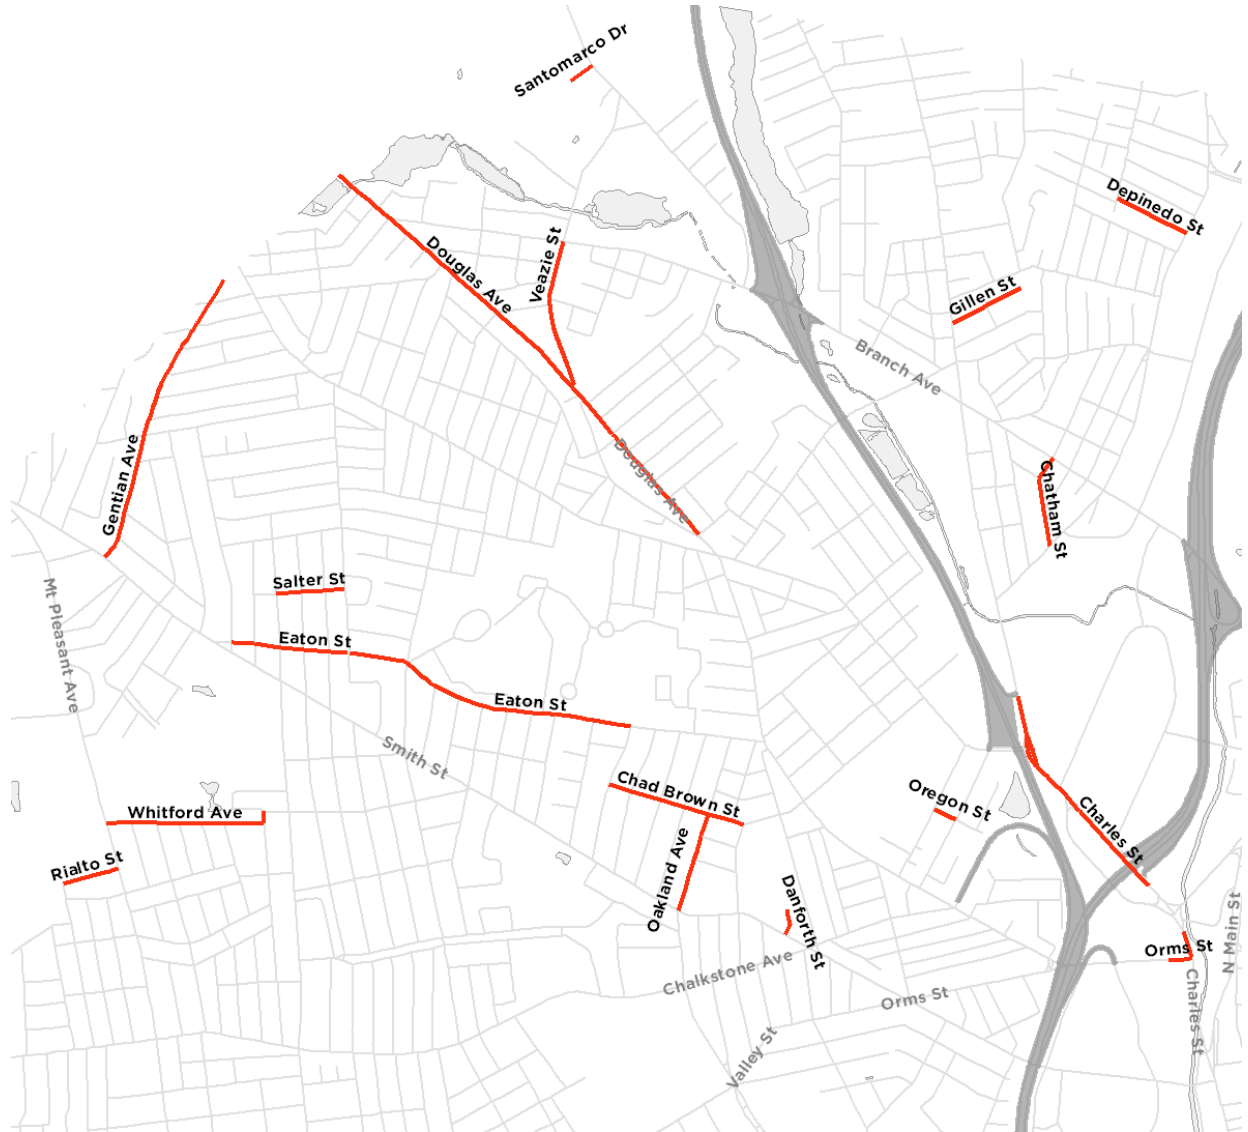 Santomarco Dr
Depinedo St
Veazie St
Douglas Ave
Gillen St
Branch Ave
Gentian Ave
Douglas Ave
Chatham St
Salter St
Mt Pleasant Ave
Eaton St
Eaton St
Smith St
Chad Brown St
Oregon St
Whitford Ave
Charles St
Rialto St
Oakland Ave
Danforth St
N Main St
Orms St
Chalkstone Ave
Orms St
Charles St
Valley St